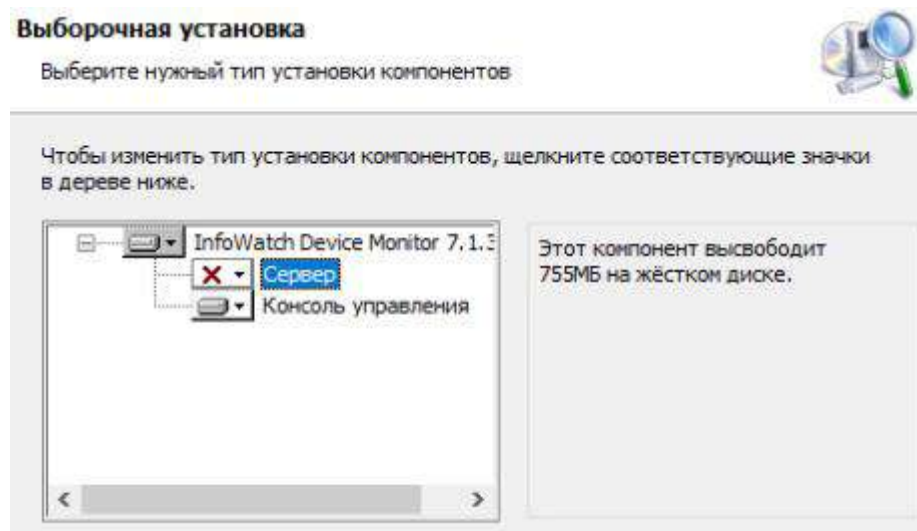 Выборочная установка
Выберите нужный тип установки компонентов
Чтобы изменить тип установки компонентов, щелкните соответствующие значки
в дереве ниже.
InfoWatch Device Monitor 7.1.3
Сервер
Консоль управления
Этот компонент высвободит
755МБ на жёстком диске.